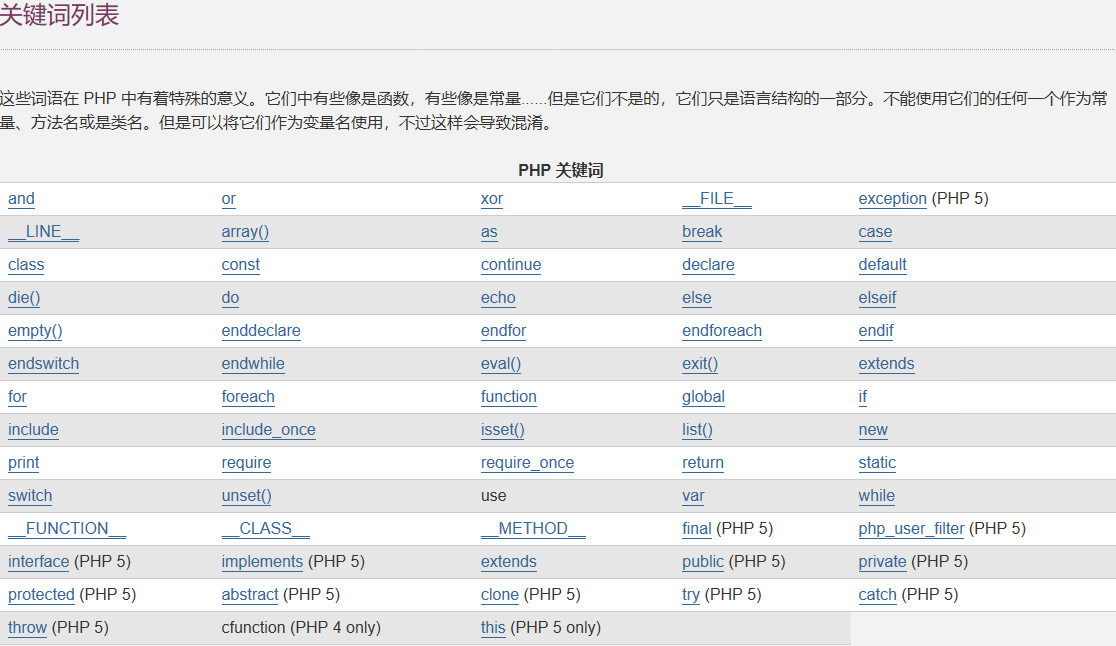 关键词列表
这些词语在 PHP 中有着特殊的意义。它们中有些像是函数，有些像是常量……但是它们不是的，它们只是语言结构的一部分。不能使用它们的任何一个作为常
量、方法名或是类名。但是可以将它们作为变量名使用，不过这样会导致混淆。
PHP 关键词
and or xor __FILE__ exception (PHP 5)
__LINE__ array() as break case
class const continue declare default
die() do echo else elseif
empty() enddeclare endfor endforeach endif
endswitch endwhile eval() exit() extends
for foreach function global if
include include_once isset() list() new
print require require_once return static
switch unset() use var while
__FUNCTION__ __CLASS__ __METHOD__ final (PHP 5) php_user_filter (PHP 5)
interface (PHP 5) implements (PHP 5) extends public (PHP 5) private (PHP 5)
protected (PHP 5) abstract (PHP 5) clone (PHP 5) try (PHP 5) catch (PHP 5)
throw (PHP 5) cfunction (PHP 4 only) this (PHP 5 only)